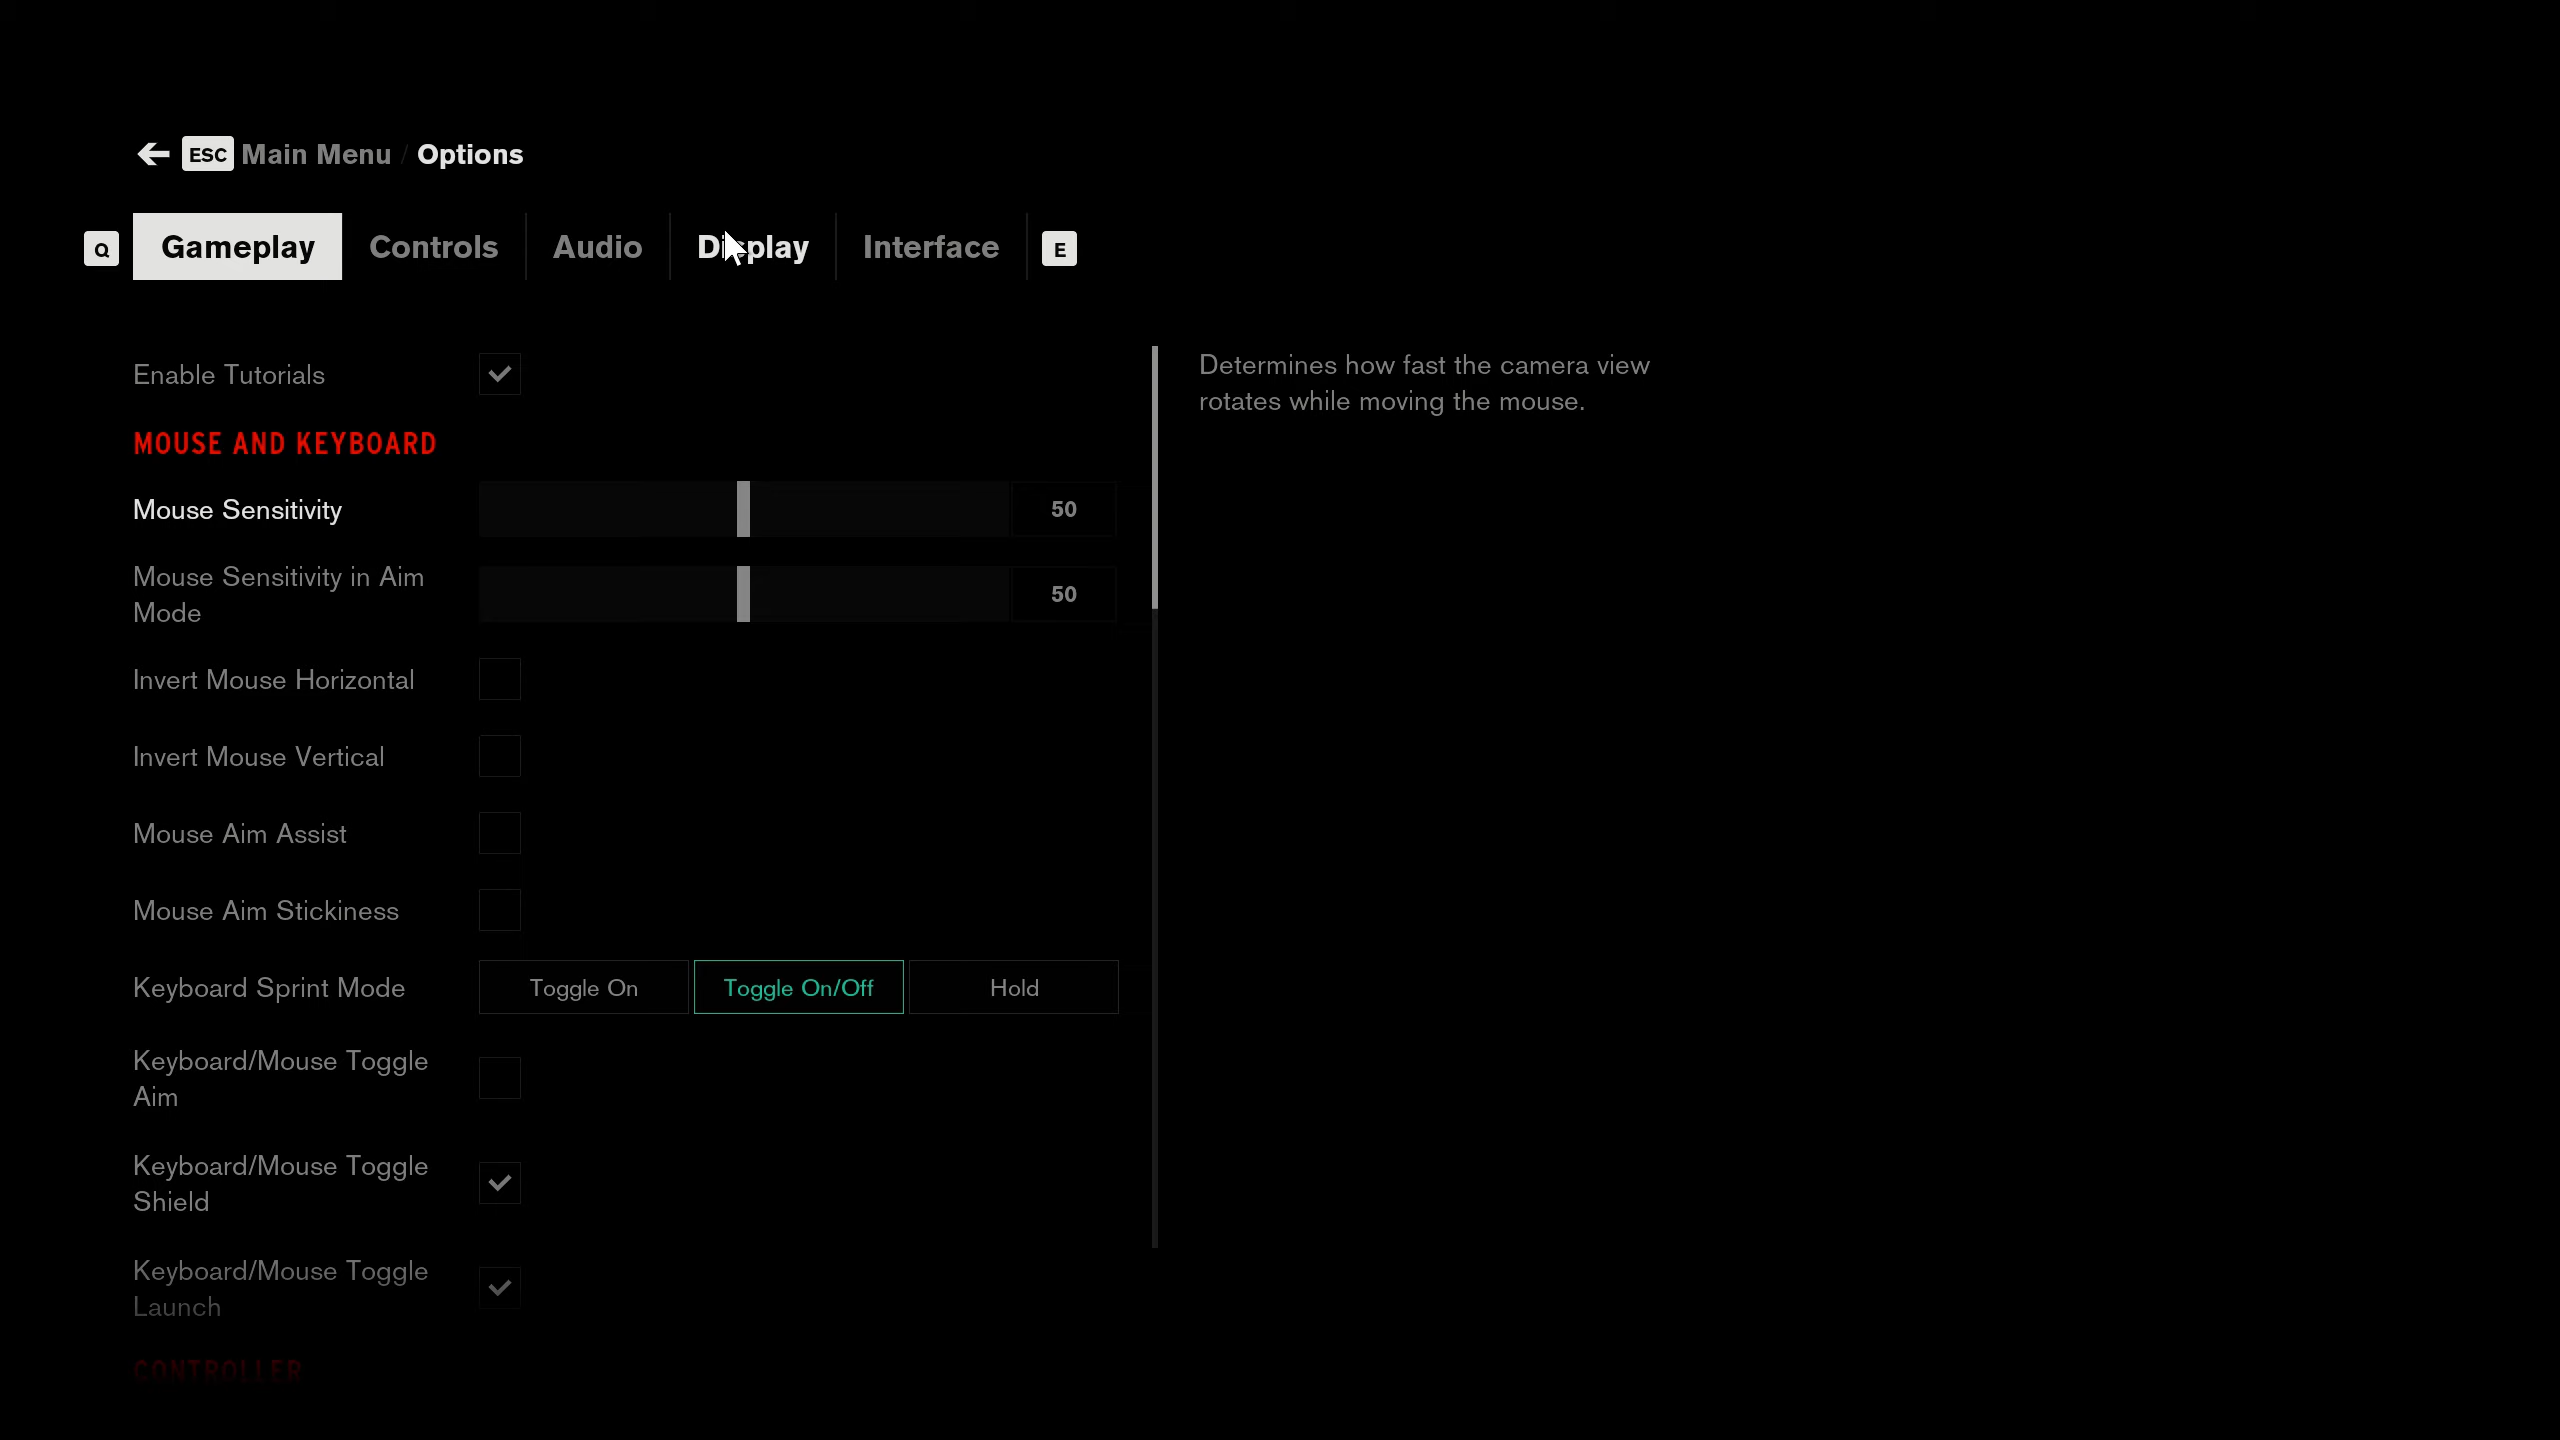 ESC Main Menu / Options
Q Gameplay Controls Audio Display Interface E
Enable Tutorials
Determines how fast the camera view
rotates while moving the mouse.
MOUSE AND KEYBOARD
Mouse Sensitivity 50
Mouse Sensitivity in Aim
Mode
50
Invert Mouse Horizontal
Invert Mouse Vertical
Mouse Aim Assist
Mouse Aim Stickiness
Keyboard Sprint Mode Toggle On Toggle On/Off Hold
Keyboard/Mouse Toggle
Aim
Keyboard/Mouse Toggle
Shield
Keyboard/Mouse Toggle
Launch
CONTROLLER